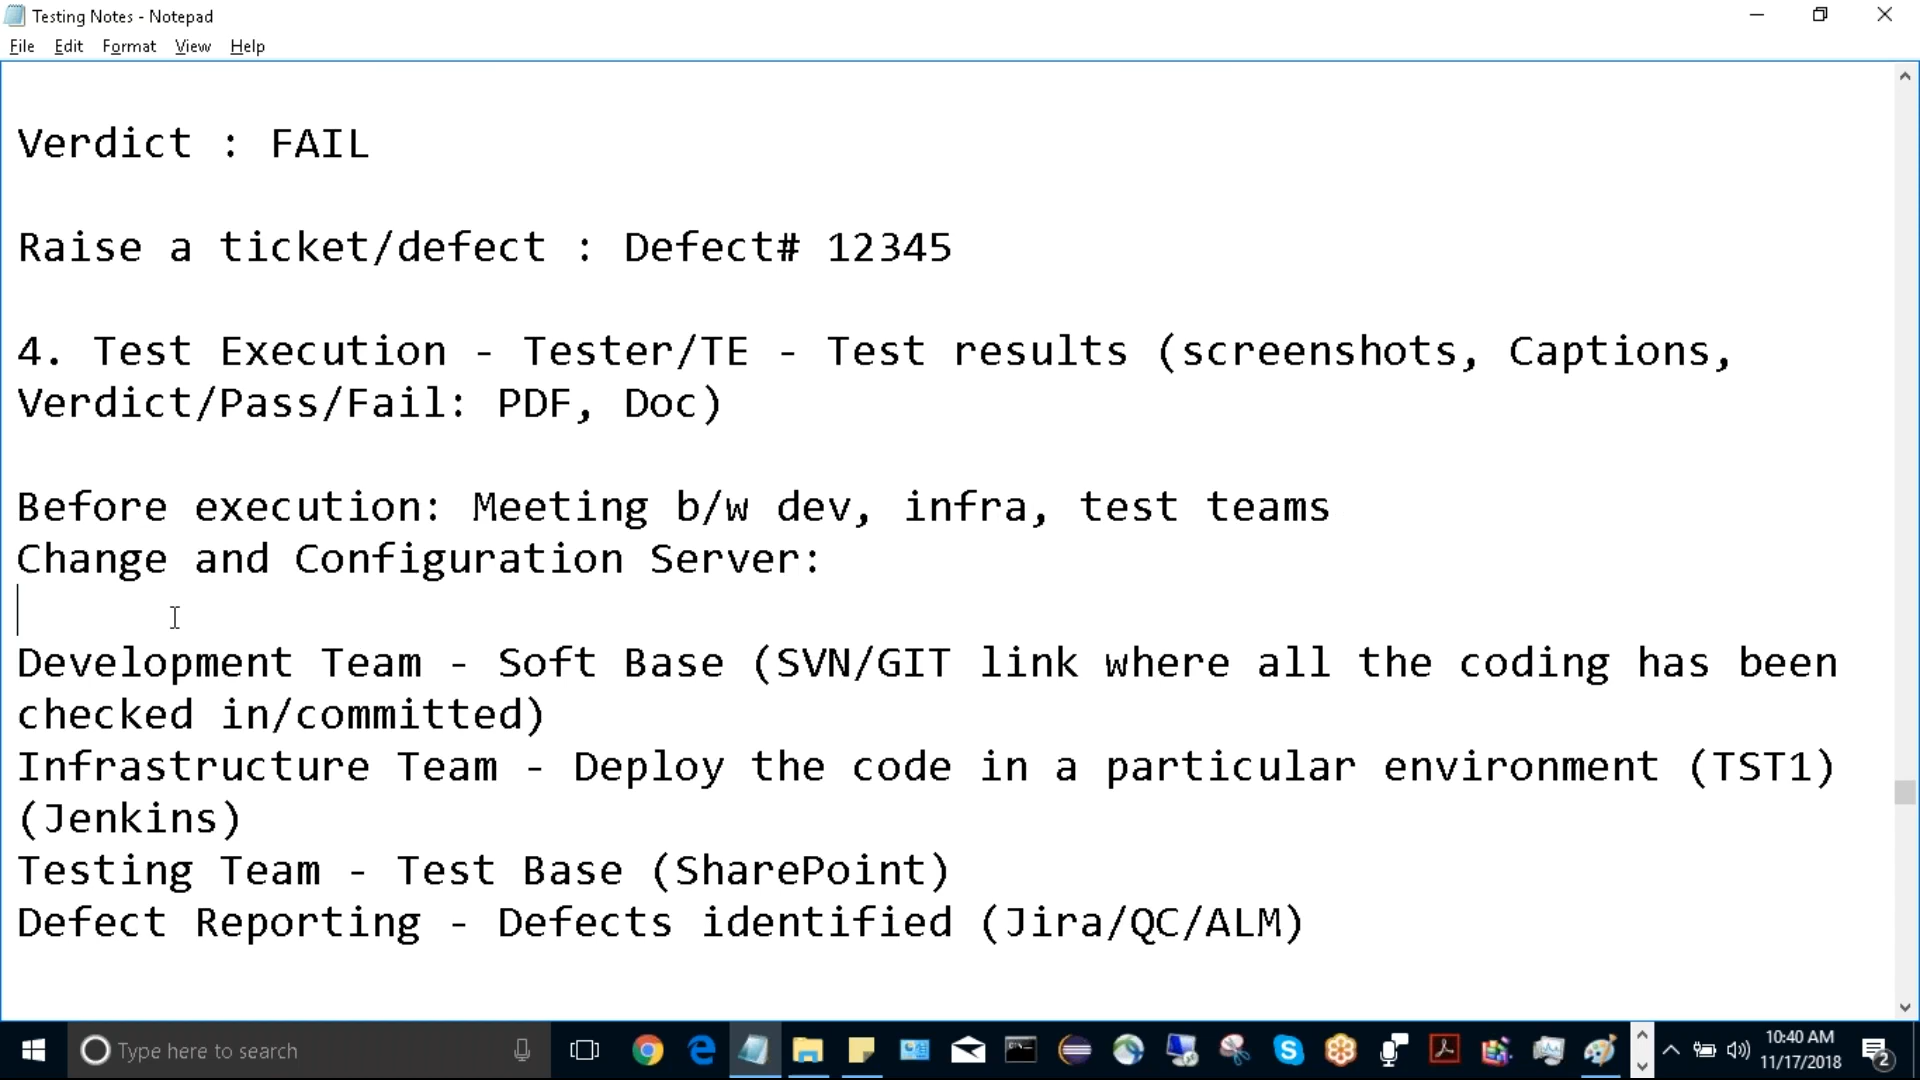 Testing Notes - Notepad
File Edit Format View Help
Verdict : FAIL
Raise a ticket/defect : Defect# 12345
4. Test Execution - Tester/TE - Test results (screenshots, Captions,
Verdict/Pass/Fail: PDF, Doc)
Before execution: Meeting b/w dev, infra, test teams
Change and Configuration Server:
Development Team - Soft Base (SVN/GIT link where all the coding has been
checked in/committed)
Infrastructure Team - Deploy the code in a particular environment (TST1)
(Jenkins)
Testing Team - Test Base (SharePoint)
Defect Reporting - Defects identified (Jira/QC/ALM)
Type here to search
10:40 AM
11/17/2018
2